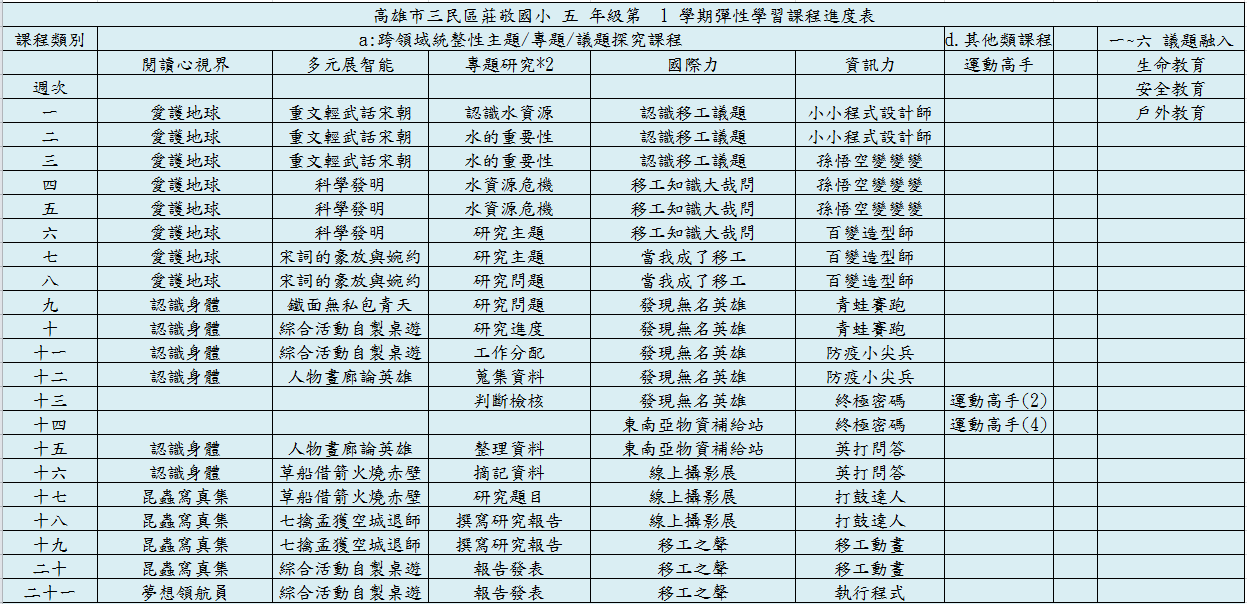 高雄市三民區莊敬國小 五 年級第 1 學期彈性學習課程進度表
課程類別 a:跨領域統整性主題/專題/議題探究課程 d.其他類課程 一~六 議題融入
閱讀心視界 多元展智能 專題研究*2 國際力 資訊力 運動高手 生命教育
週次 安全教育
一 愛護地球 重文輕武話宋朝 認識水資源 認識移工議題 小小程式設計師 戶外教育
二 愛護地球 重文輕武話宋朝 水的重要性 認識移工議題 小小程式設計師
三 愛護地球 重文輕武話宋朝 水的重要性 認識移工議題 孫悟空變變變
四 愛護地球 科學發明 水資源危機 移工知識大哉問 孫悟空變變變
五 愛護地球 科學發明 水資源危機 移工知識大哉問 孫悟空變變變
六 愛護地球 科學發明 研究主題 移工知識大哉問 百變造型師
七 愛護地球 宋詞的豪放與婉約 研究主題 當我成了移工 百變造型師
八 愛護地球 宋詞的豪放與婉約 研究問題 當我成了移工 百變造型師
九 認識身體 鐵面無私包青天 研究問題 發現無名英雄 青蛙賽跑
十 認識身體 綜合活動自製桌遊 研究進度 發現無名英雄 青蛙賽跑
十一 認識身體 綜合活動自製桌遊 工作分配 發現無名英雄 防疫小尖兵
十二 認識身體 人物畫廊論英雄 蒐集資料 發現無名英雄 防疫小尖兵
十三 判斷檢核 發現無名英雄 終極密碼 運動高手(2)
十四 東南亞物資補給站 終極密碼 運動高手(4)
十五 認識身體 人物畫廊論英雄 整理資料 東南亞物資補給站 英打問答
十六 認識身體 草船借箭火燒赤壁 摘記資料 線上攝影展 英打問答
十七 昆蟲寫真集 草船借箭火燒赤壁 研究題目 線上攝影展 打鼓達人
十八 昆蟲寫真集 七擒孟獲空城退師 撰寫研究報告 線上攝影展 打鼓達人
十九 昆蟲寫真集 七擒孟獲空城退師 撰寫研究報告 移工之聲 移工動畫
二十 昆蟲寫真集 綜合活動自製桌遊 報告發表 移工之聲 移工動畫
二十一 夢想領航員 綜合活動自製桌遊 報告發表 移工之聲 執行程式